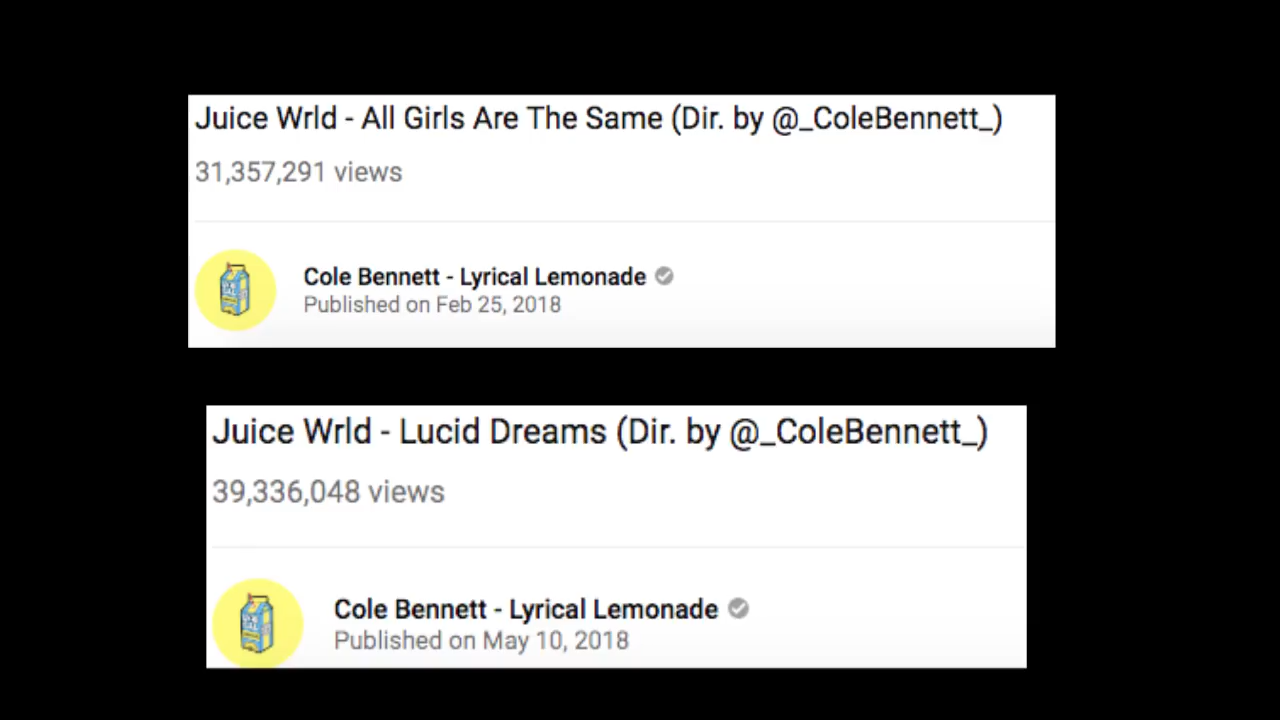 Juice Wrld - All Girls Are The Same (Dir. by @_ColeBennett_)
31,357,291 views
Cole Bennett - Lyrical Lemonade
Published on Feb 25, 2018
Juice Wrld - Lucid Dreams (Dir. by @_ColeBennett_)
39,336,048 views
Cole Bennett - Lyrical Lemonade
Published on May 10, 2018